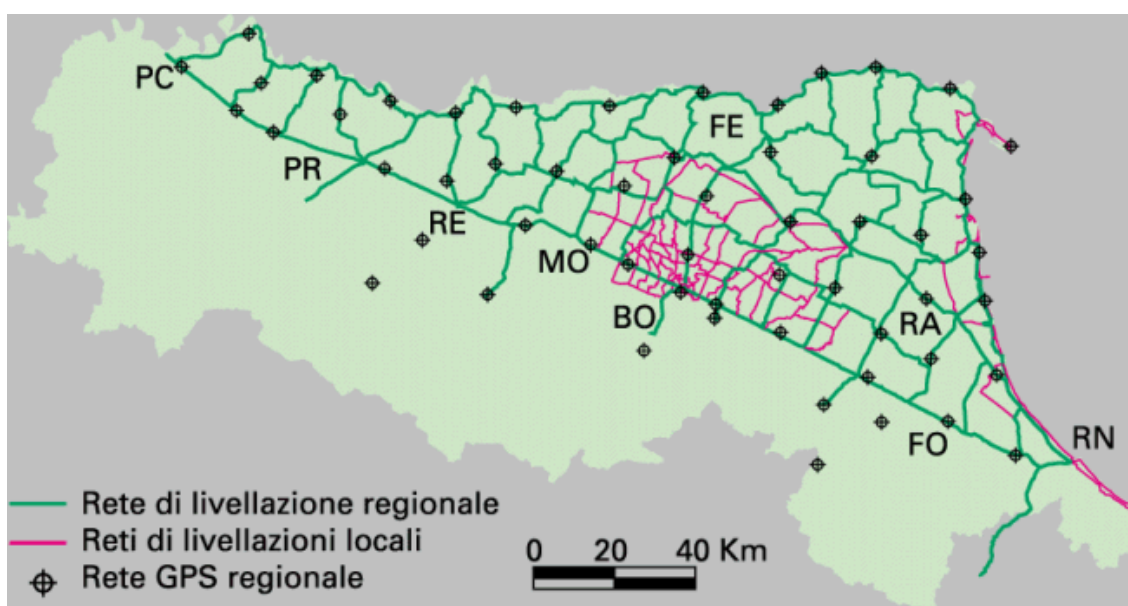 PC
FE
PR
RE
MO
BO
RA
FO
RN
Rete di livellazione regionale
Reti di livellazioni locali
Rete GPS regionale
0 20 40 Km